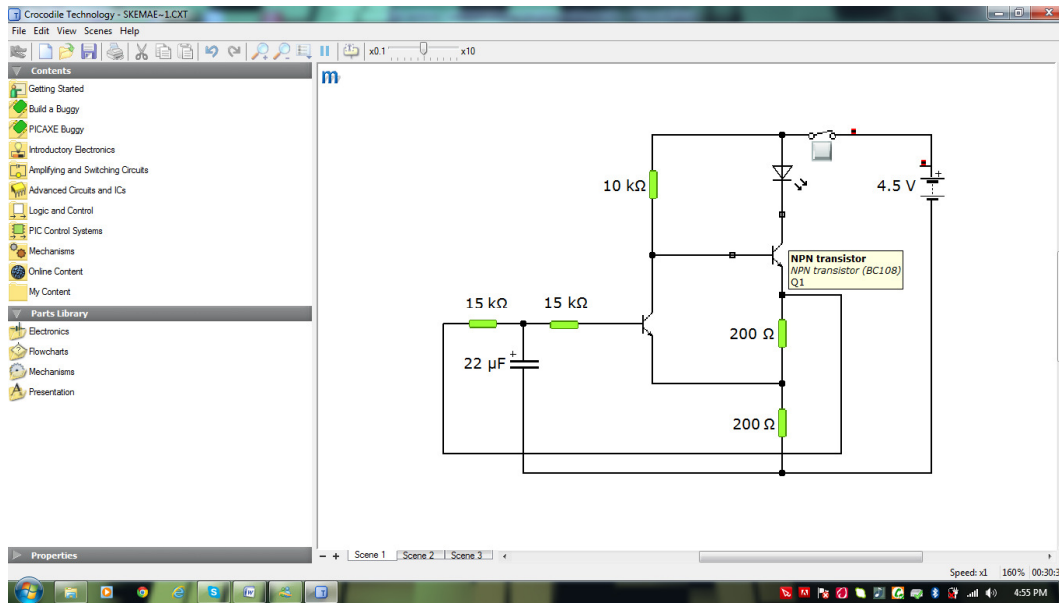 Crocodile Technology - SKEMAE~1.CXT
File Edit View Scenes Help
x0.1 x10
Contents
Getting Started
Build a Buggy
PICAXE Buggy
Introductory Electronics
Amplifying and Switching Circuits
Advanced Circuits and ICs
Logic and Control
PIC Control Systems
Mechanisms
Online Content
My Content
Parts Library
Electronics
Flowcharts
Mechanisms
Presentation
Properties
m
10 kΩ
4.5 V
+
NPN transistor
NPN transistor (BC108)
Q1
15 kΩ 15 kΩ
200 Ω
+
22 µF
200 Ω
Scene 1 Scene 2 Scene 3
Speed: x1 160% 00:30:3
4:55 PM